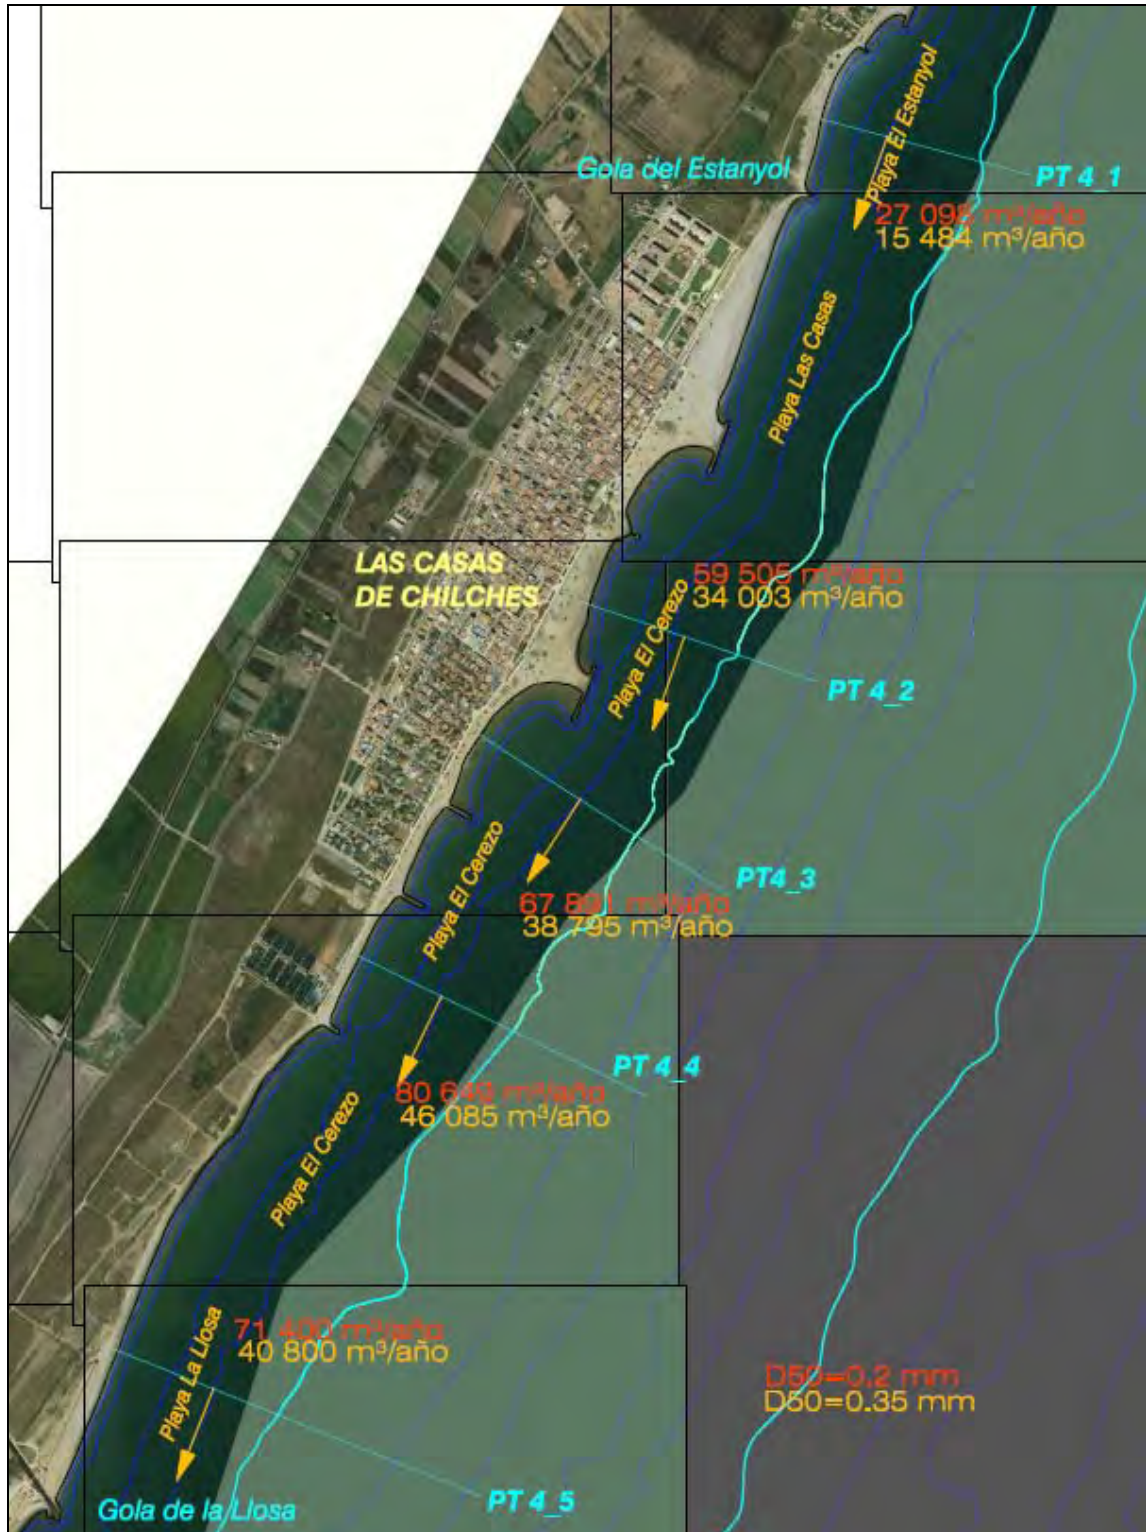 Playa El Estanyol
Gola del Estanyol
PT 4_1
27 098 m³/año
15 484 m³/año
Playa Las Casas
LAS CASAS
DE CHILCHES
59 505 m³/año
34 003 m³/año
Playa El Cerezo
PT 4_2
PT4_3
Playa El Cerezo
67 891 m³/año
38 795 m³/año
PT 4_4
80 649 m³/año
46 085 m³/año
Playa El Cerezo
Playa La Llosa
71 400 m³/año
40 800 m³/año
D50=0.2 mm
D50=0.35 mm
PT 4_5
Gola de la Llosa